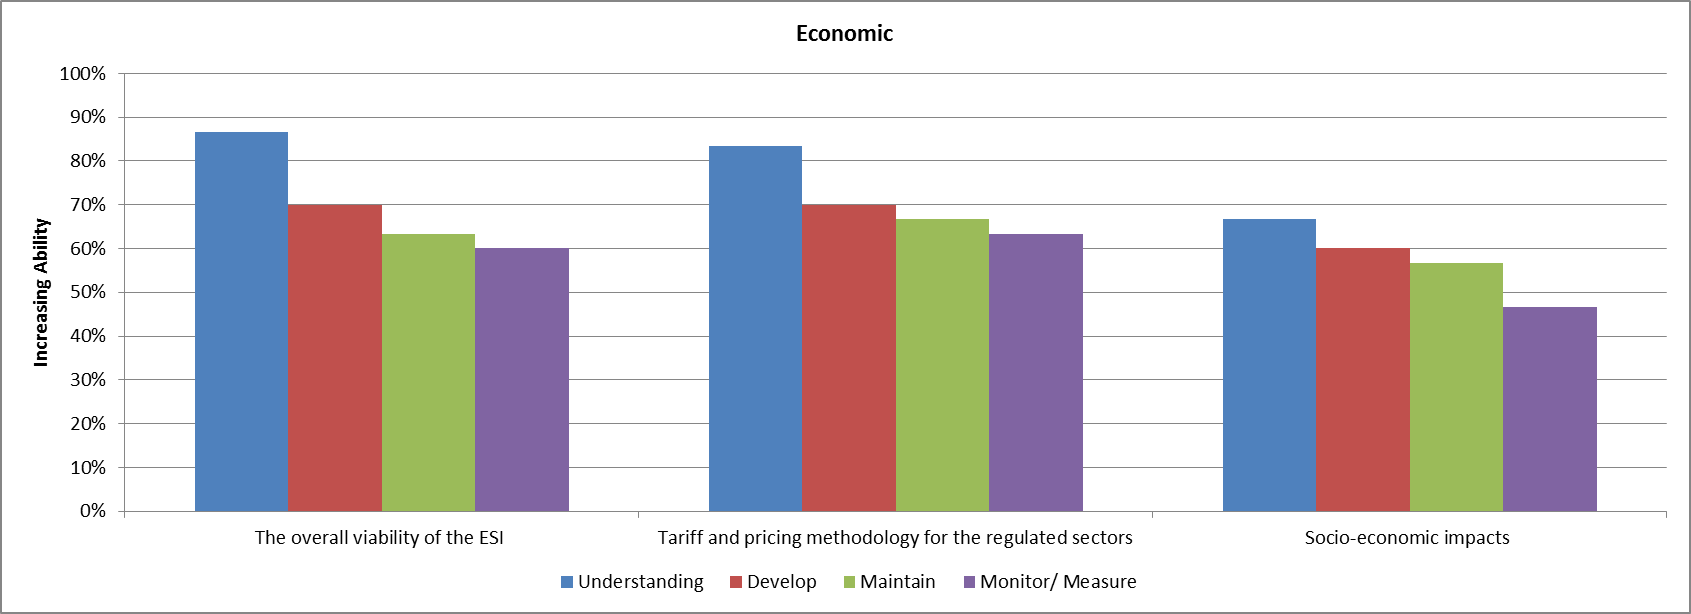 Economic
Increasing Ability
100%
90%
80%
70%
60%
50%
40%
30%
20%
10%
0%
The overall viability of the ESI
Tariff and pricing methodology for the regulated sectors
Socio-economic impacts
Understanding
Develop
Maintain
Monitor/ Measure